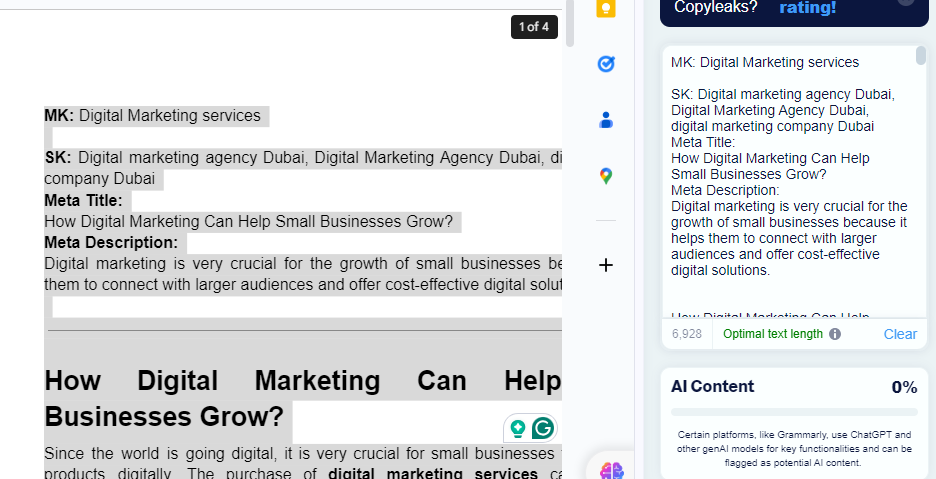 1 of 4
MK: Digital Marketing services
SK: Digital marketing agency Dubai, Digital Marketing Agency Dubai, di
company Dubai
Meta Title:
How Digital Marketing Can Help Small Businesses Grow?
Meta Description:
Digital marketing is very crucial for the growth of small businesses be
them to connect with larger audiences and offer cost-effective digital solut
How Digital Marketing Can Help
Businesses Grow?
Since the world is going digital, it is very crucial for small businesses
products digitally. The purchase of digital marketing services ca
Copyleaks? rating!
MK: Digital Marketing services
SK: Digital marketing agency Dubai,
Digital Marketing Agency Dubai,
digital marketing company Dubai
Meta Title:
How Digital Marketing Can Help
Small Businesses Grow?
Meta Description:
Digital marketing is very crucial for the
growth of small businesses because it
helps them to connect with larger
audiences and offer cost-effective
digital solutions.
How Digital Marketing Can Help
6,928 Optimal text length Clear
AI Content 0%
Certain platforms, like Grammarly, use ChatGPT and
other genAI models for key functionalities and can be
flagged as potential AI content.